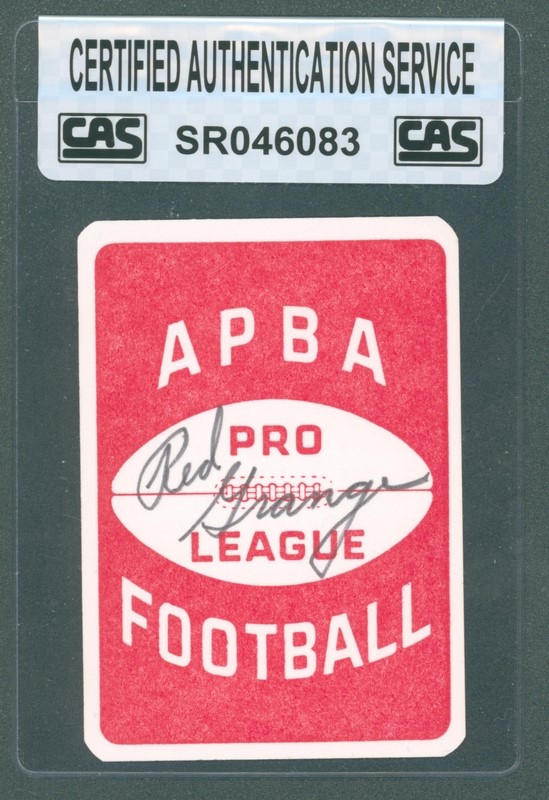 CERTIFIED AUTHENTICATION SERVICE
CAS SR046083 CAS
APBA
PRO
Red Grange
LEAGUE
FOOTBALL